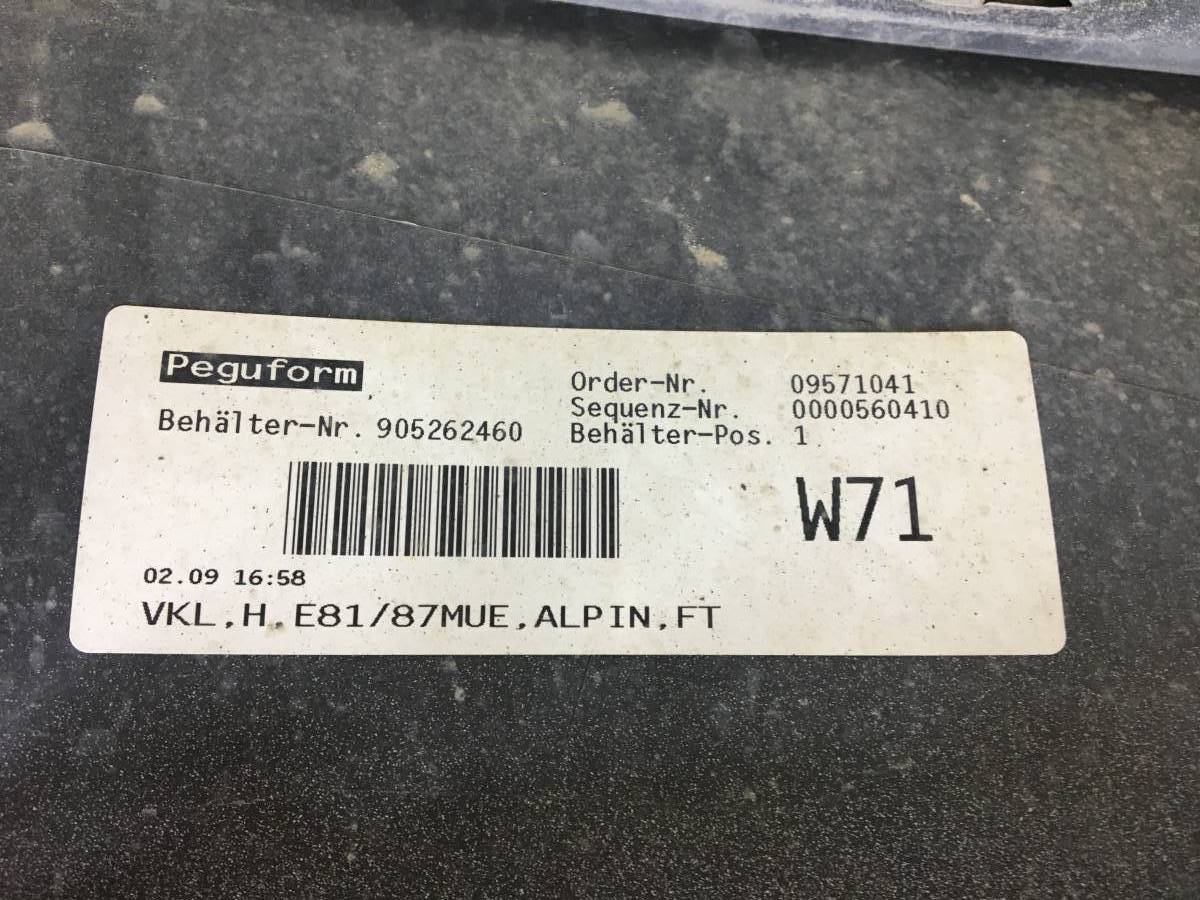 Peguform
Behälter-Nr. 905262460
Order-Nr. 09571041
Sequenz-Nr. 0000560410
Behälter-Pos. 1
W71
02.09 16:58
VKL,H.E81/87MUE,ALPIN,FT